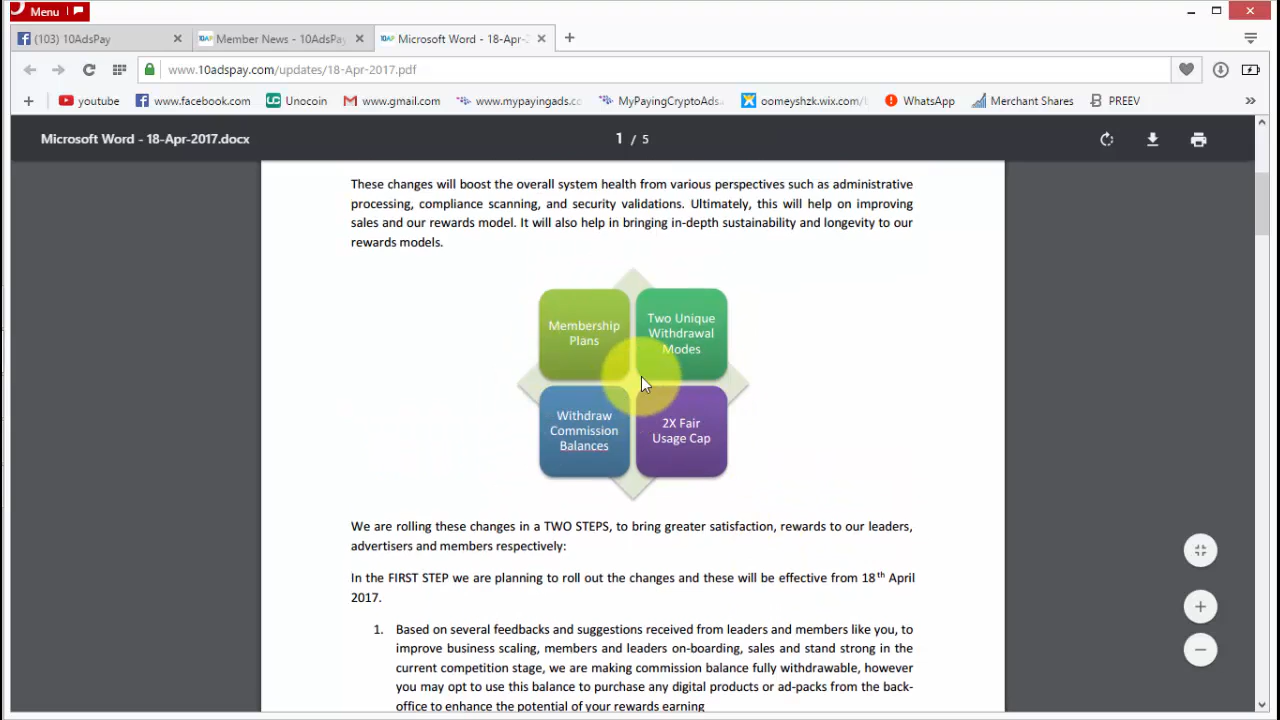 Menu
(103) 10AdsPay
Member News - 10AdsPay
Microsoft Word - 18-Apr-2
www.10adspay.com/updates/18-Apr-2017.pdf
youtube www.facebook.com Unocoin www.gmail.com www.mypayingads.cc MyPayingCryptoAds oomeyshzk.wix.com/ WhatsApp Merchant Shares PREEV
Microsoft Word - 18-Apr-2017.docx 1 / 5
These changes will boost the overall system health from various perspectives such as administrative
processing, compliance scanning, and security validations. Ultimately, this will help on improving
sales and our rewards model. It will also help in bringing in-depth sustainability and longevity to our
rewards models.
Membership
Plans
Two Unique
Withdrawal
Modes
Withdraw
Commission
Balances
2X Fair
Usage Cap
We are rolling these changes in a TWO STEPS, to bring greater satisfaction, rewards to our leaders,
advertisers and members respectively:
In the FIRST STEP we are planning to roll out the changes and these will be effective from 18th April
2017.
1. Based on several feedbacks and suggestions received from leaders and members like you, to
improve business scaling, members and leaders on-boarding, sales and stand strong in the
current competition stage, we are making commission balance fully withdrawable, however
you may opt to use this balance to purchase any digital products or ad-packs from the back-
office to enhance the potential of your rewards earning